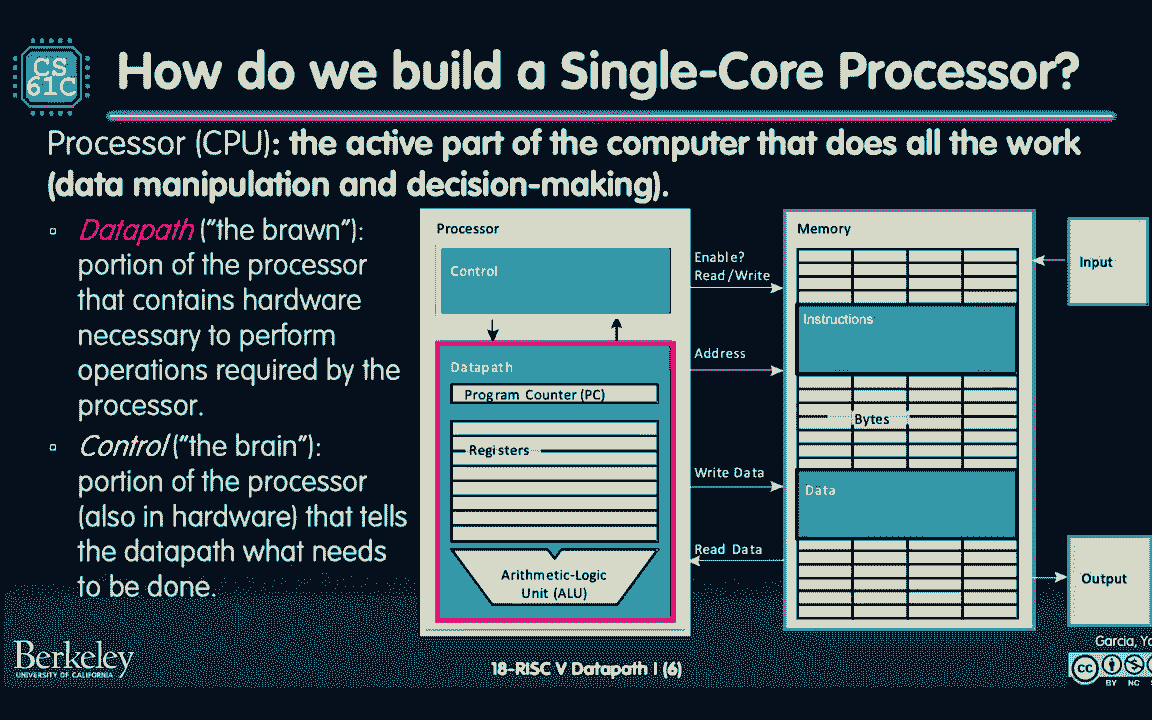 CS
61C
How do we build a Single-Core Processor?
Processor (CPU): the active part of the computer that does all the work
(data manipulation and decision-making).
▫ Datapath (“the brawn”):
portion of the processor
that contains hardware
necessary to perform
operations required by the
processor.
▫ Control (“the brain”):
portion of the processor
(also in hardware) that tells
the datapath what needs
to be done.
Processor
Control
Datapath
Program Counter (PC)
Registers
Arithmetic-Logic
Unit (ALU)
Enable?
Read/Write
Address
Write Data
Read Data
Memory
Instructions
Bytes
Data
Input
Output
Berkeley
UNIVERSITY OF CALIFORNIA
18-RISC V Datapath I (6)
Garcia,
cc
BY NC